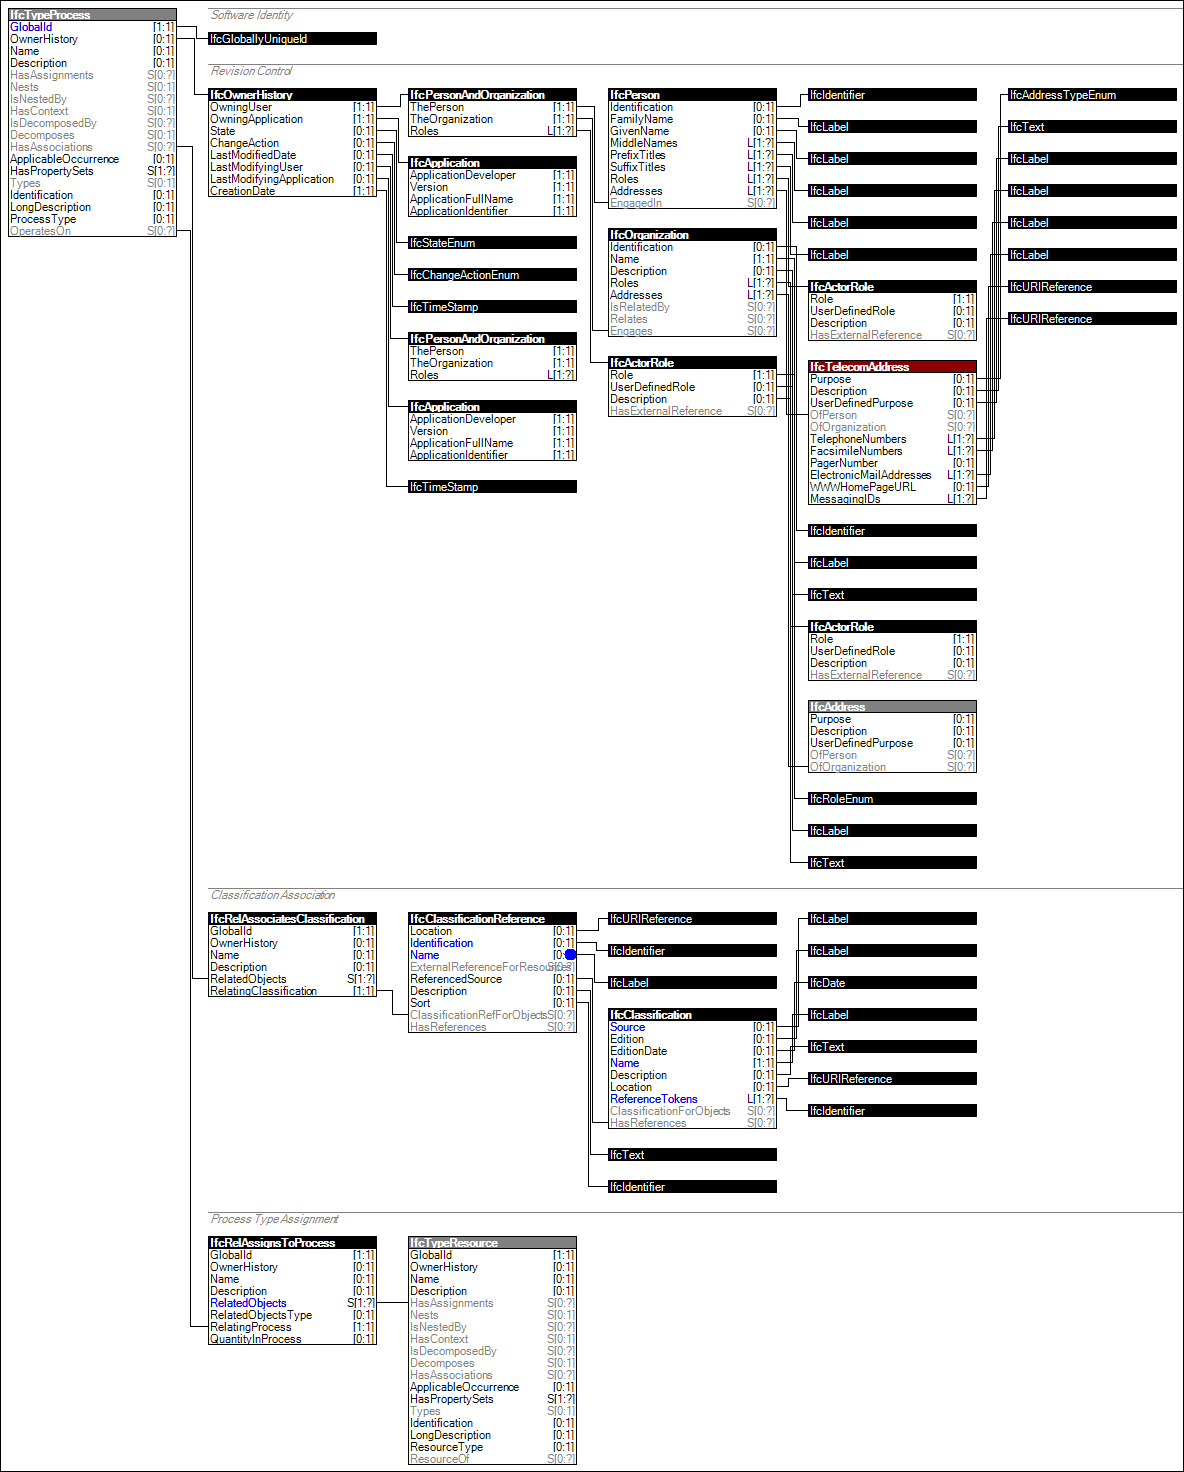 IfcTypeProcess
GlobalId [1:1]
OwnerHistory [0:1]
Name [0:1]
Description [0:1]
HasAssignments S[0:?]
Nests S[0:1]
IsNestedBy S[0:?]
HasContext S[0:1]
IsDecomposedBy S[0:?]
Decomposes S[0:1]
HasAssociations S[0:?]
ApplicableOccurrence [0:1]
HasPropertySets S[1:?]
Types S[0:1]
Identification [0:1]
LongDescription [0:1]
ProcessType [0:1]
OperatesOn S[0:?]
Software Identity
IfcGloballyUniqueId
Revision Control
IfcOwnerHistory
OwningUser [1:1]
OwningApplication [1:1]
State [0:1]
ChangeAction [0:1]
LastModifiedDate [0:1]
LastModifyingUser [0:1]
LastModifyingApplication [0:1]
CreationDate [1:1]
IfcPersonAndOrganization
ThePerson [1:1]
TheOrganization [1:1]
Roles L[1:?]
IfcApplication
ApplicationDeveloper [1:1]
Version [1:1]
ApplicationFullName [1:1]
ApplicationIdentifier [1:1]
IfcStateEnum
IfcChangeActionEnum
IfcTimeStamp
IfcPersonAndOrganization
ThePerson [1:1]
TheOrganization [1:1]
Roles L[1:?]
IfcApplication
ApplicationDeveloper [1:1]
Version [1:1]
ApplicationFullName [1:1]
ApplicationIdentifier [1:1]
IfcTimeStamp
IfcPerson
Identification [0:1]
FamilyName [0:1]
GivenName [0:1]
MiddleNames L[1:?]
PrefixTitles L[1:?]
SuffixTitles L[1:?]
Roles L[1:?]
Addresses L[1:?]
EngagedIn S[0:?]
IfcOrganization
Identification [0:1]
Name [1:1]
Description [0:1]
Roles L[1:?]
Addresses L[1:?]
IsRelatedBy S[0:?]
Relates S[0:?]
Engages S[0:?]
IfcActorRole
Role [1:1]
UserDefinedRole [0:1]
Description [0:1]
HasExternalReference S[0:?]
IfcIdentifier
IfcLabel
IfcLabel
IfcLabel
IfcLabel
IfcLabel
IfcActorRole
Role [1:1]
UserDefinedRole [0:1]
Description [0:1]
HasExternalReference S[0:?]
IfcTelecomAddress
Purpose [0:1]
Description [0:1]
UserDefinedPurpose [0:1]
OfPerson S[0:?]
OfOrganization S[0:?]
TelephoneNumbers L[1:?]
FacsimileNumbers L[1:?]
PagerNumber [0:1]
ElectronicMailAddresses L[1:?]
WWWHomePageURL [0:1]
MessagingIDs L[1:?]
IfcIdentifier
IfcLabel
IfcText
IfcActorRole
Role [1:1]
UserDefinedRole [0:1]
Description [0:1]
HasExternalReference S[0:?]
IfcAddress
Purpose [0:1]
Description [0:1]
UserDefinedPurpose [0:1]
OfPerson S[0:?]
OfOrganization S[0:?]
IfcRoleEnum
IfcLabel
IfcText
IfcAddressTypeEnum
IfcText
IfcLabel
IfcLabel
IfcLabel
IfcLabel
IfcURIReference
IfcURIReference
Classification Association
IfcRelAssociatesClassification
GlobalId [1:1]
OwnerHistory [0:1]
Name [0:1]
Description [0:1]
RelatedObjects S[1:?]
RelatingClassification [1:1]
IfcClassificationReference
Location [0:1]
Identification [0:1]
Name [0:
ExternalReferenceForResources S[0:?]
ReferencedSource [0:1]
Description [0:1]
Sort [0:1]
ClassificationRefForObjects S[0:?]
HasReferences S[0:?]
IfcURIReference
IfcIdentifier
IfcLabel
IfcClassification
Source [0:1]
Edition [0:1]
EditionDate [0:1]
Name [1:1]
Description [0:1]
Location [0:1]
ReferenceTokens L[1:?]
ClassificationForObjects S[0:?]
HasReferences S[0:?]
IfcText
IfcIdentifier
IfcLabel
IfcLabel
IfcDate
IfcLabel
IfcText
IfcURIReference
IfcIdentifier
Process Type Assignment
IfcRelAssignsToProcess
GlobalId [1:1]
OwnerHistory [0:1]
Name [0:1]
Description [0:1]
RelatedObjects S[1:?]
RelatedObjectsType [0:1]
RelatingProcess [1:1]
QuantityInProcess [0:1]
IfcTypeResource
GlobalId [1:1]
OwnerHistory [0:1]
Name [0:1]
Description [0:1]
HasAssignments S[0:?]
Nests S[0:1]
IsNestedBy S[0:?]
HasContext S[0:1]
IsDecomposedBy S[0:?]
Decomposes S[0:1]
HasAssociations S[0:?]
ApplicableOccurrence [0:1]
HasPropertySets S[1:?]
Types S[0:1]
Identification [0:1]
LongDescription [0:1]
ResourceType [0:1]
ResourceOf S[0:?]